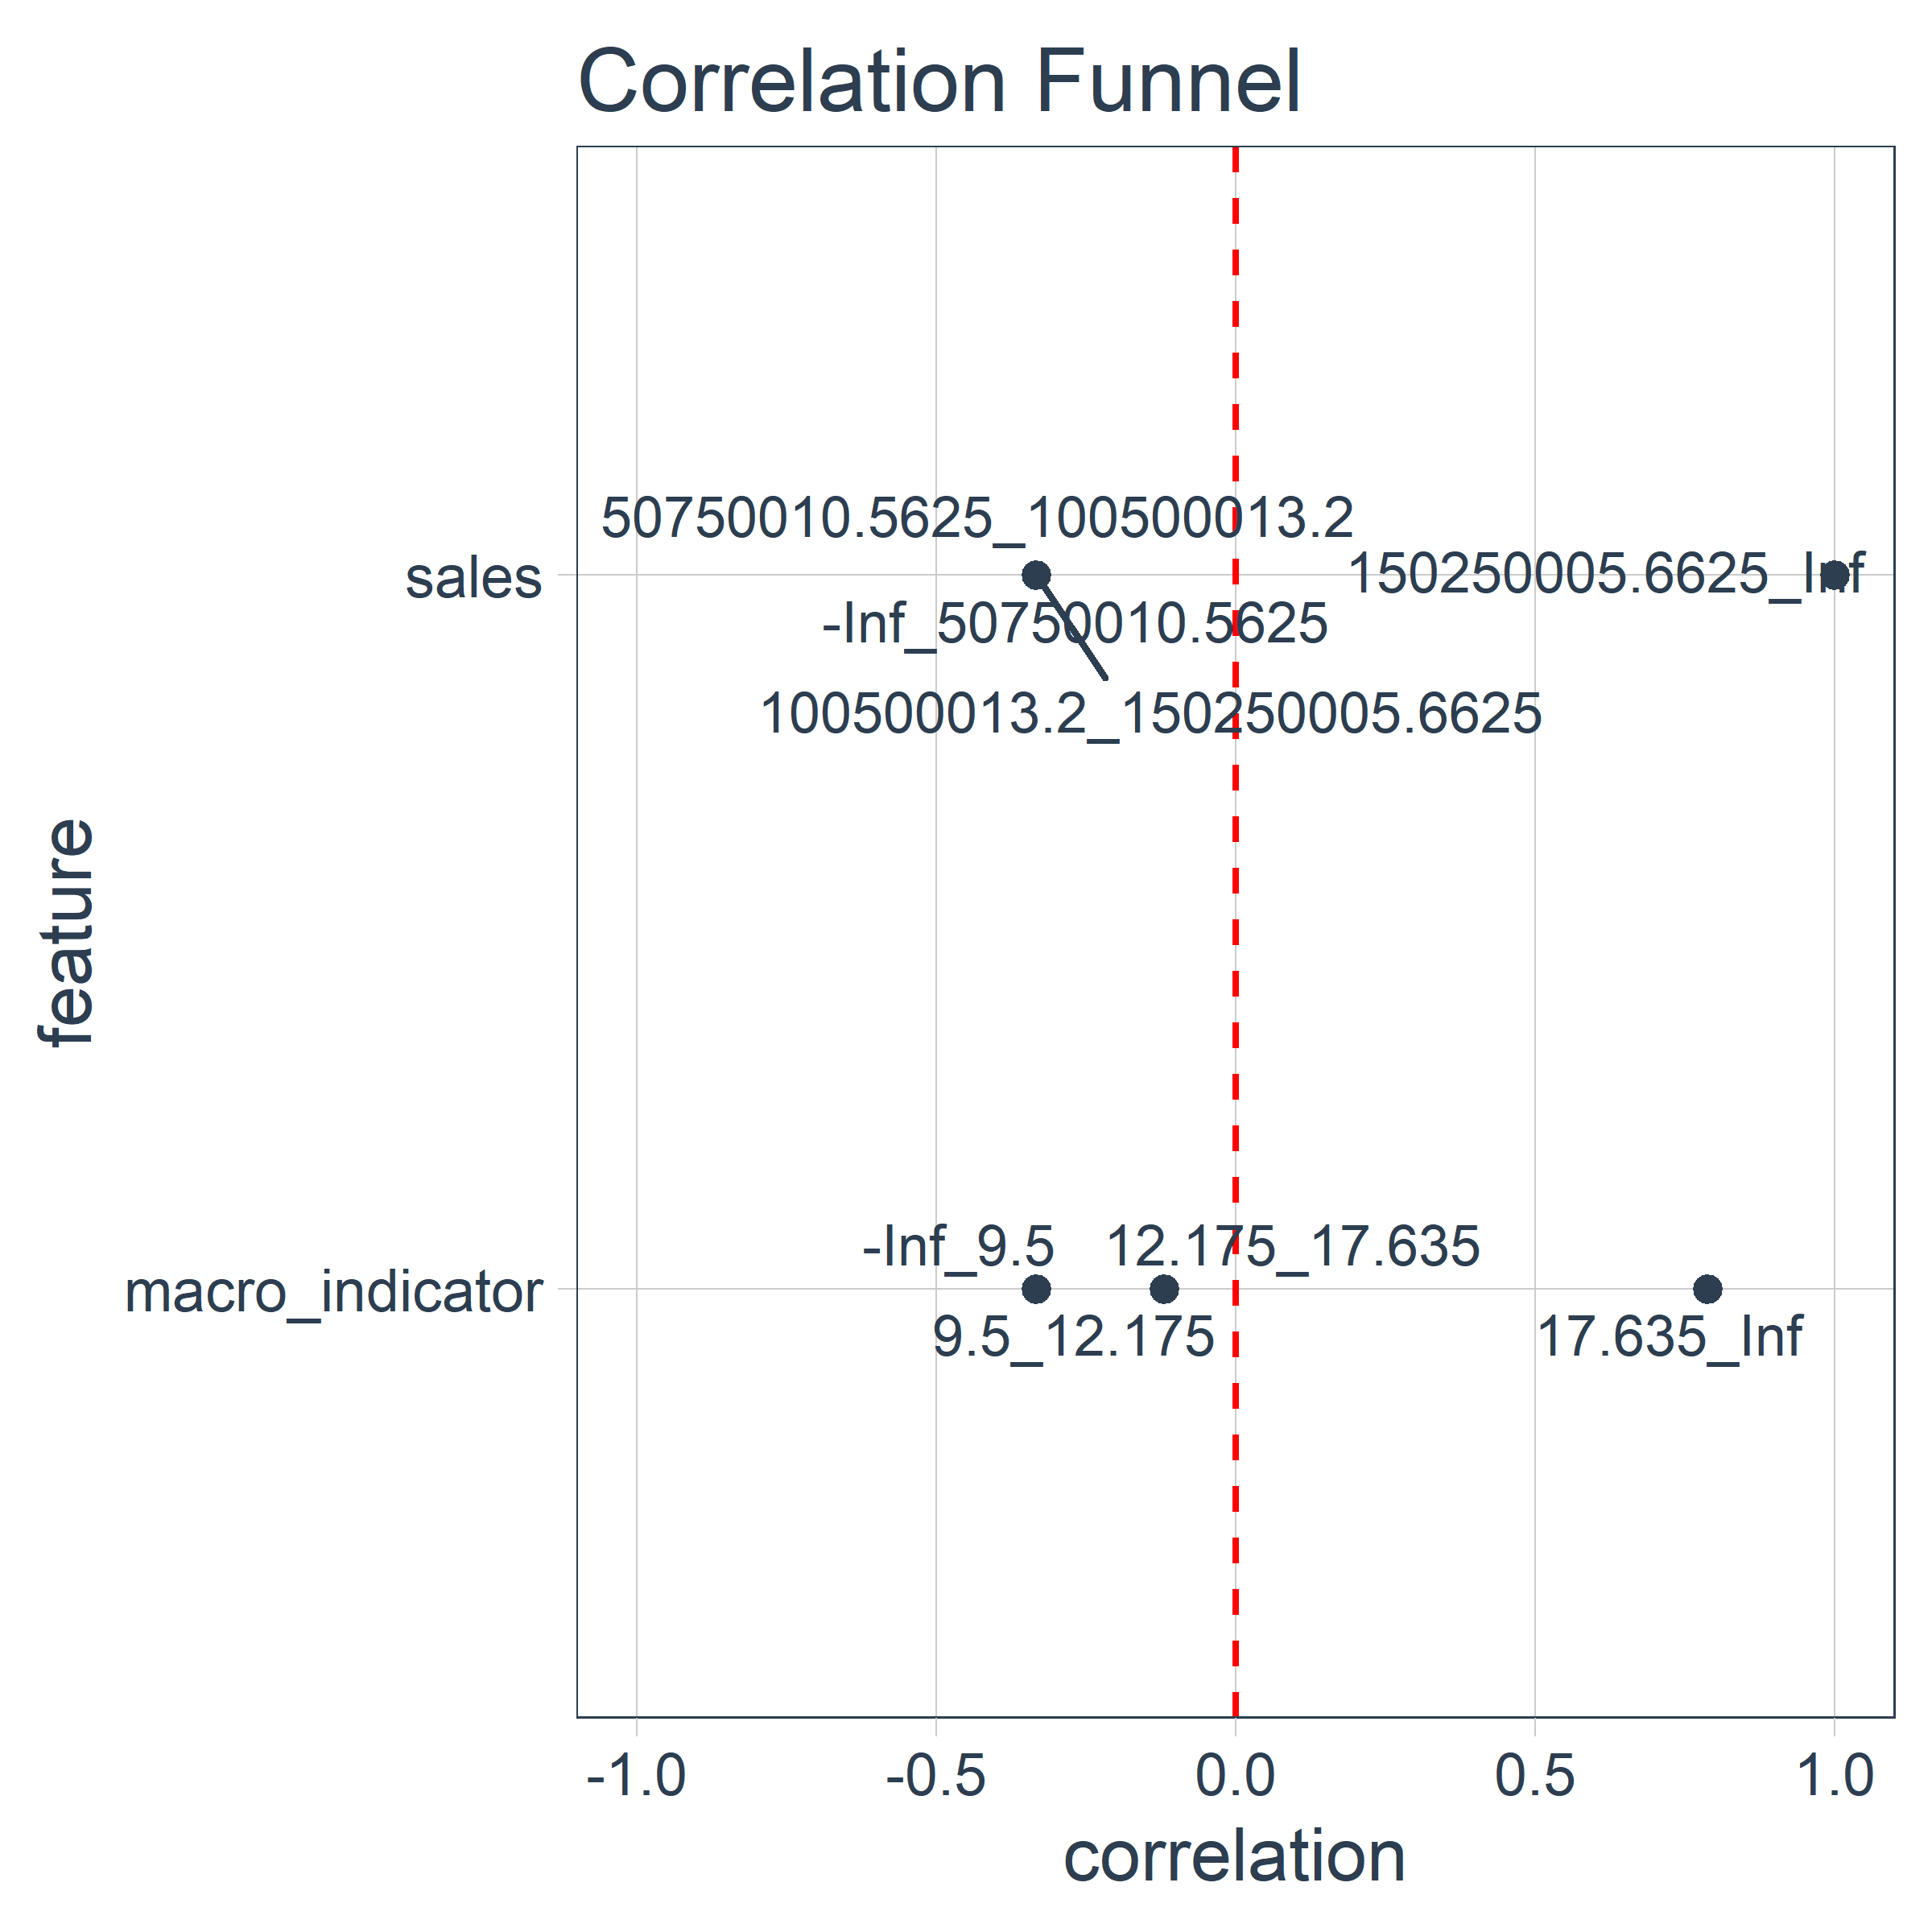 Correlation Funnel
feature
sales
50750010.5625_100500013.2
150250005.6625_Inf
-Inf_50750010.5625
100500013.2_150250005.6625
macro_indicator
-Inf_9.5
12.175_17.635
9.5_12.175
17.635_Inf
-1.0
-0.5
0.0
0.5
1.0
correlation